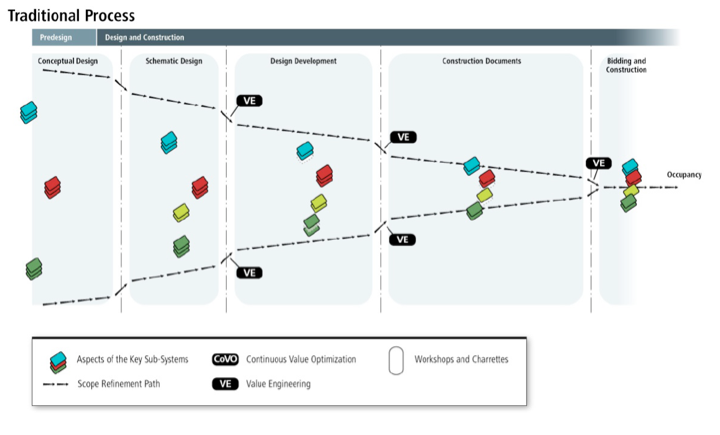 Traditional Process
Predesign
Design and Construction
Conceptual Design
Schematic Design
Design Development
Construction Documents
Bidding and
Construction
VE
VE
VE
Occupancy
VE
VE
Aspects of the Key Sub-Systems
CoVO
Continuous Value Optimization
Workshops and Charrettes
Scope Refinement Path
VE
Value Engineering